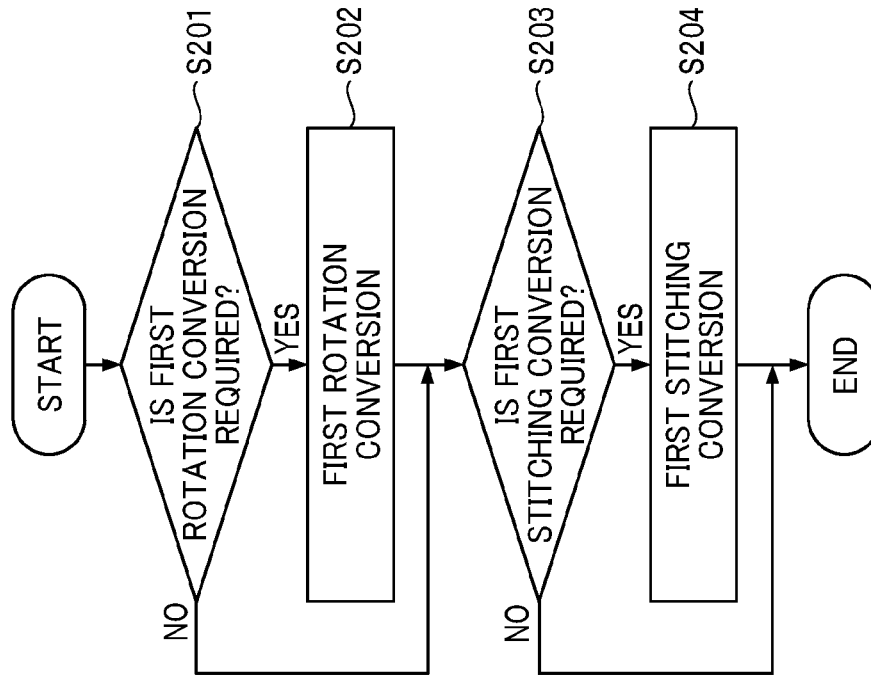 START
IS FIRST
ROTATION CONVERSION
REQUIRED?
S201
NO
YES
FIRST ROTATION
CONVERSION
S202
IS FIRST
STITCHING CONVERSION
REQUIRED?
S203
NO
YES
FIRST STITCHING
CONVERSION
S204
END